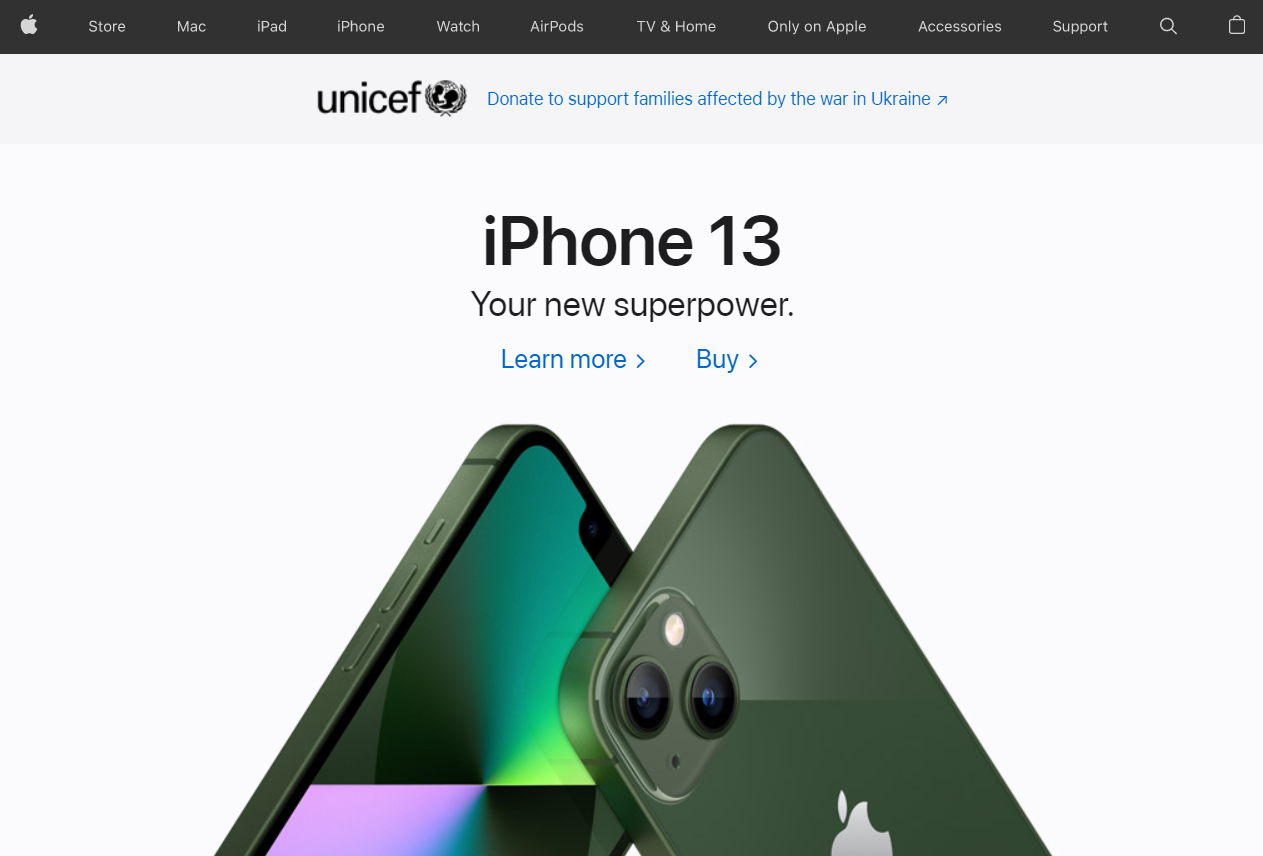 Store Mac iPad iPhone Watch AirPods TV & Home Only on Apple Accessories Support
unicef Donate to support families affected by the war in Ukraine ↗
iPhone 13
Your new superpower.
Learn more > Buy >